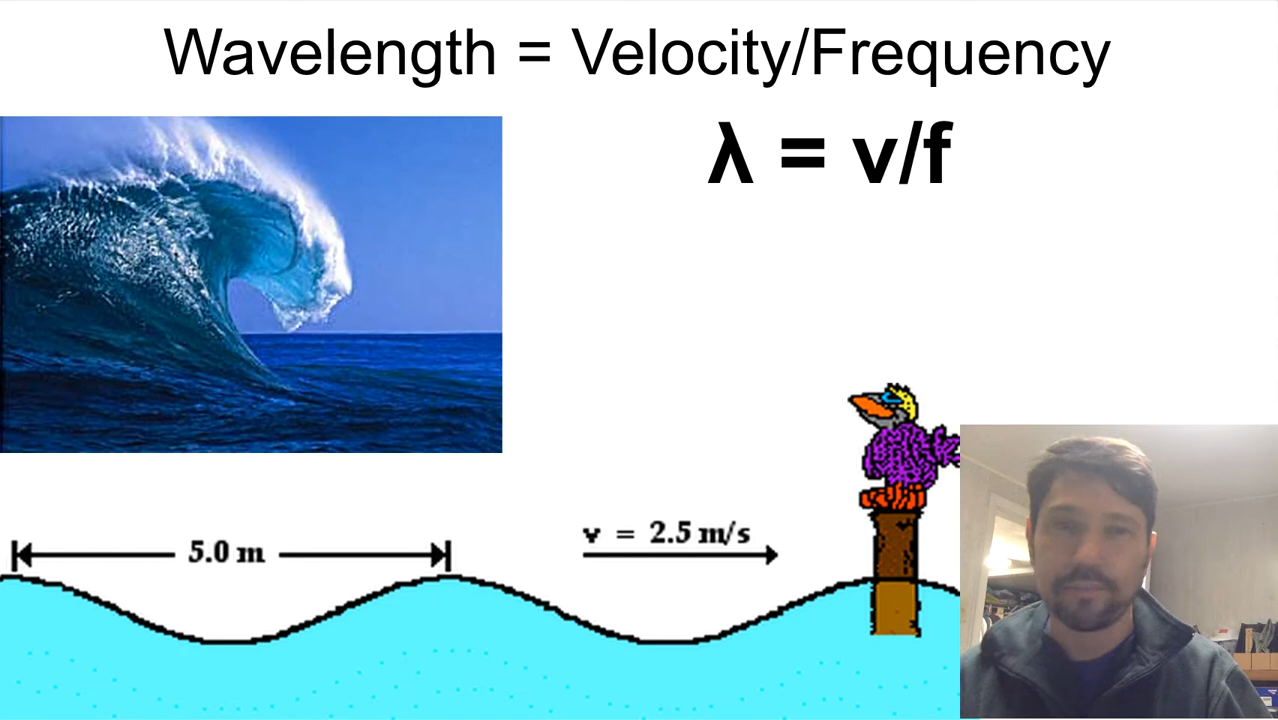 Wavelength = Velocity/Frequency
λ = v/f
v = 2.5 m/s
5.0 m